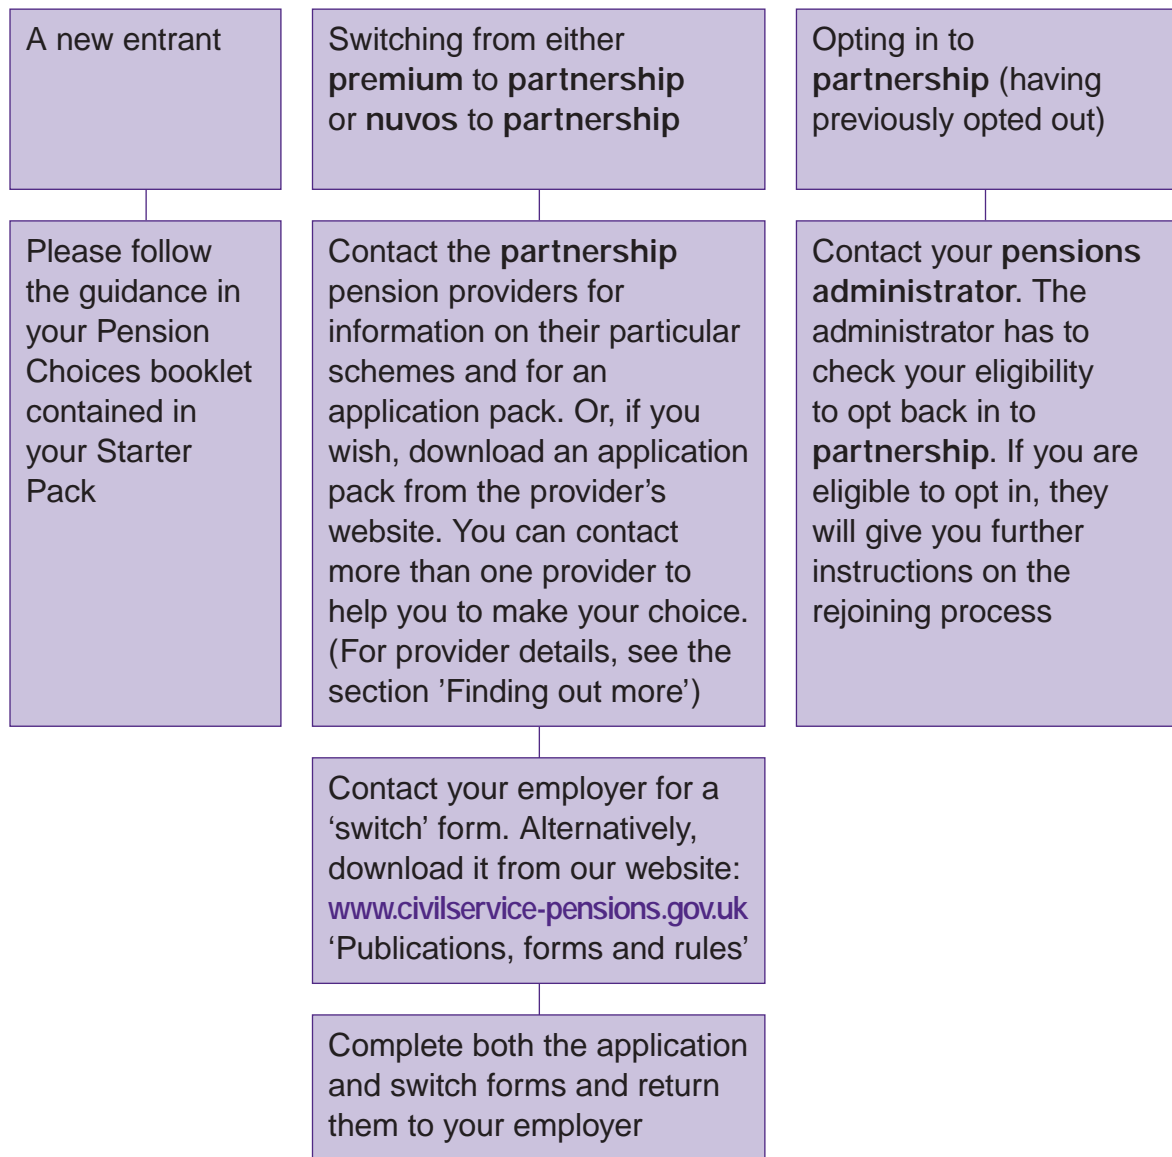 A new entrant
Switching from either
premium to partnership
or nuvos to partnership
Opting in to
partnership (having
previously opted out)
Please follow
the guidance in
your Pension
Choices booklet
contained in
your Starter
Pack
Contact the partnership
pension providers for
information on their particular
schemes and for an
application pack. Or, if you
wish, download an application
pack from the provider’s
website. You can contact
more than one provider to
help you to make your choice.
(For provider details, see the
section ’Finding out more’)
Contact your pensions
administrator. The
administrator has to
check your eligibility
to opt back in to
partnership. If you are
eligible to opt in, they
will give you further
instructions on the
rejoining process
Contact your employer for a
‘switch’ form. Alternatively,
download it from our website:
www.civilservice-pensions.gov.uk
‘Publications, forms and rules’
Complete both the application
and switch forms and return
them to your employer